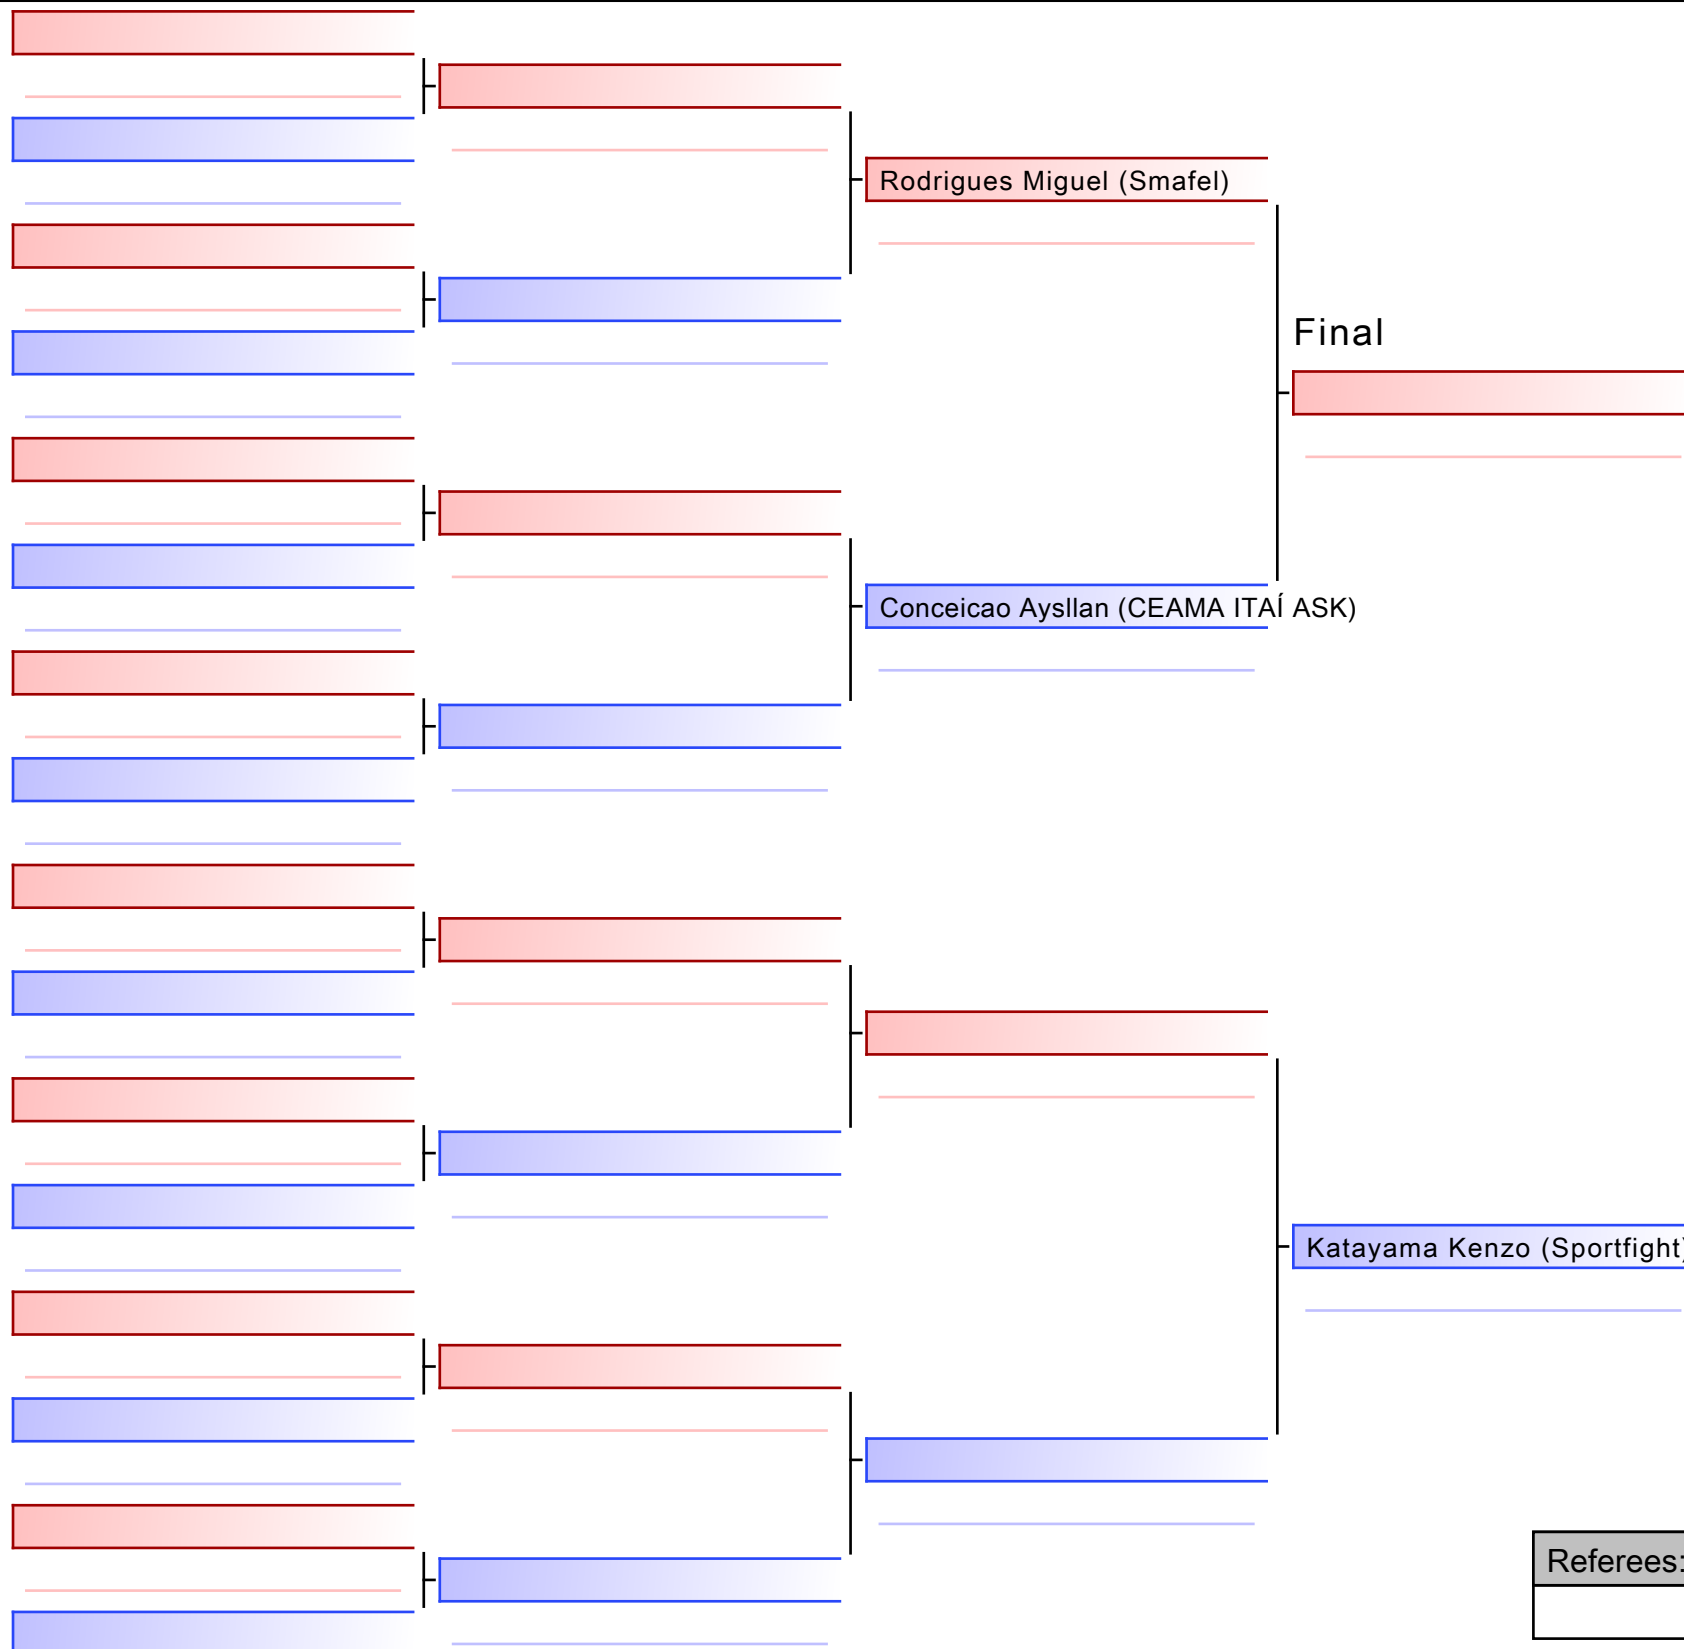 Rodrigues Miguel (Smafel)
Final
Conceicao Aysllan (CEAMA ITAÍ ASK)
Katayama Kenzo (Sportfight)
Referees: